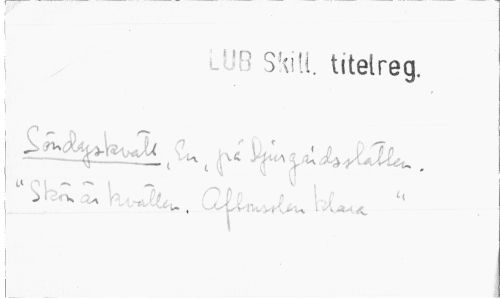 LUB Skill. titelreg.
Söndagskväll, En, på Djurgårdsslätten.
"Skön är kvällen. Aftonsolen klara "